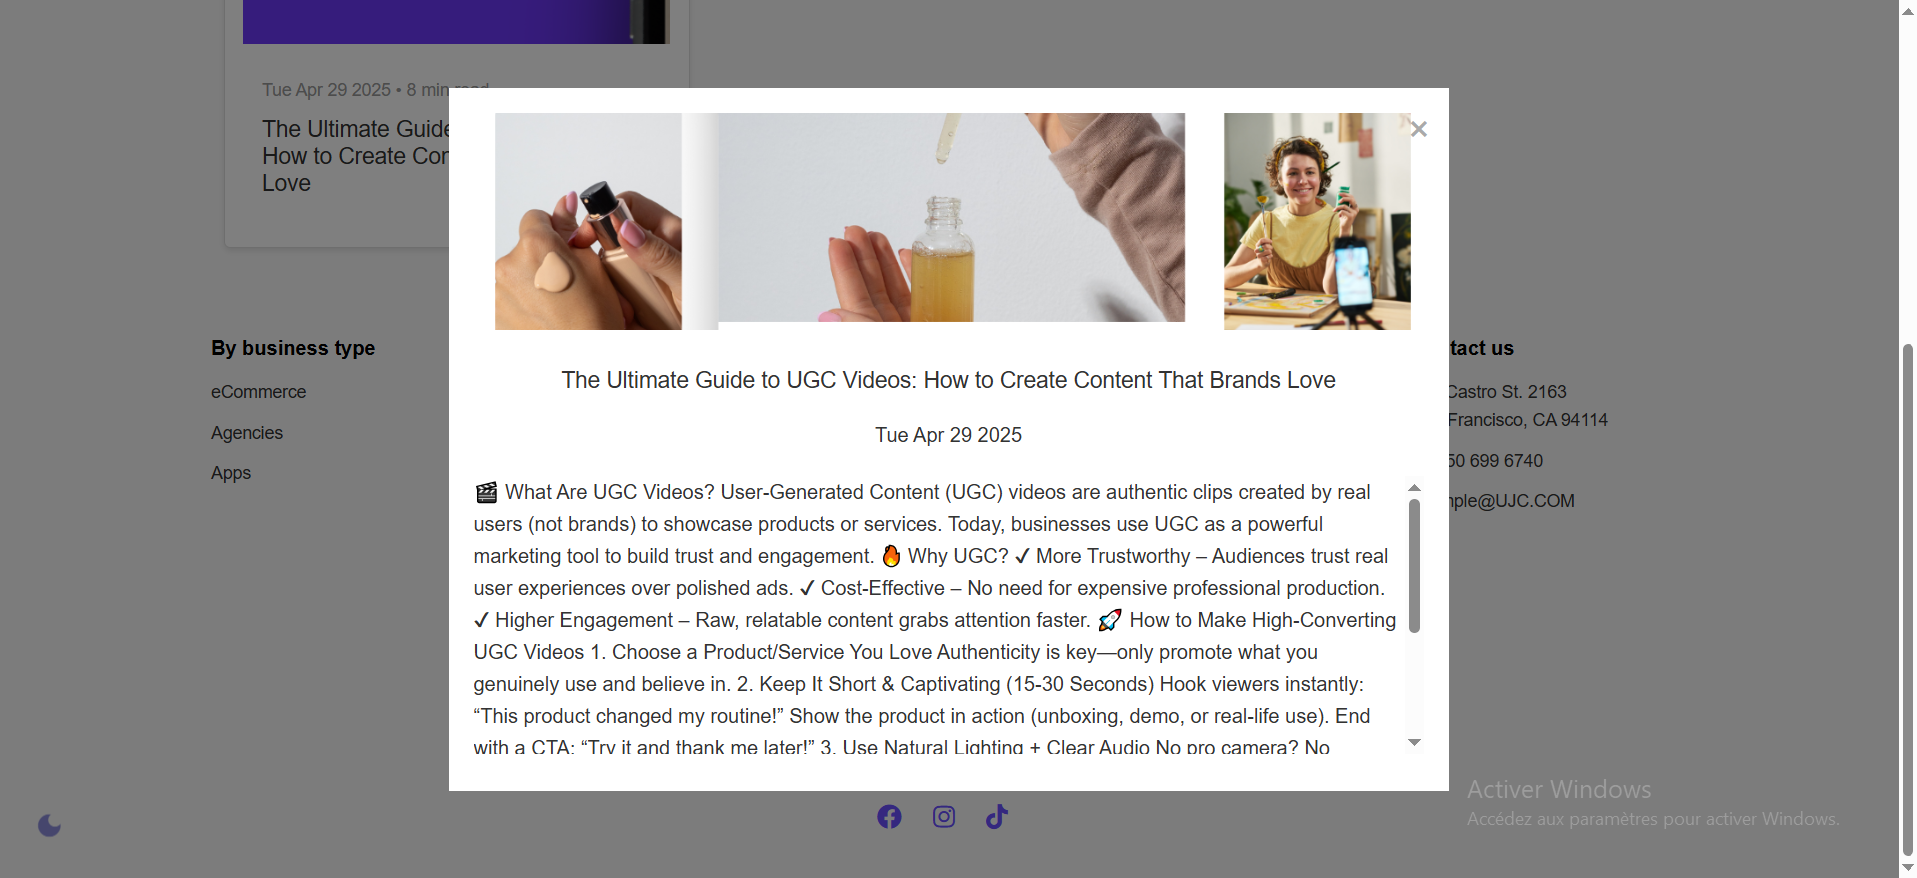 Tue Apr 29 2025 • 8 min read
The Ultimate Guide
How to Create Con
Love
The Ultimate Guide to UGC Videos: How to Create Content That Brands Love
Tue Apr 29 2025
🎬 What Are UGC Videos? User-Generated Content (UGC) videos are authentic clips created by real
users (not brands) to showcase products or services. Today, businesses use UGC as a powerful
marketing tool to build trust and engagement. 🔥 Why UGC? ✓ More Trustworthy – Audiences trust real
user experiences over polished ads. ✓ Cost-Effective – No need for expensive professional production.
✓ Higher Engagement – Raw, relatable content grabs attention faster. 🚀 How to Make High-Converting
UGC Videos 1. Choose a Product/Service You Love Authenticity is key—only promote what you
genuinely use and believe in. 2. Keep It Short & Captivating (15-30 Seconds) Hook viewers instantly:
“This product changed my routine!” Show the product in action (unboxing, demo, or real-life use). End
with a CTA: “Try it and thank me later!” 3. Use Natural Lighting + Clear Audio No pro camera? No
By business type
eCommerce
Agencies
Apps
tact us
Castro St. 2163
Francisco, CA 94114
50 699 6740
ple@UJC.COM
Activer Windows
Accédez aux paramètres pour activer Windows.